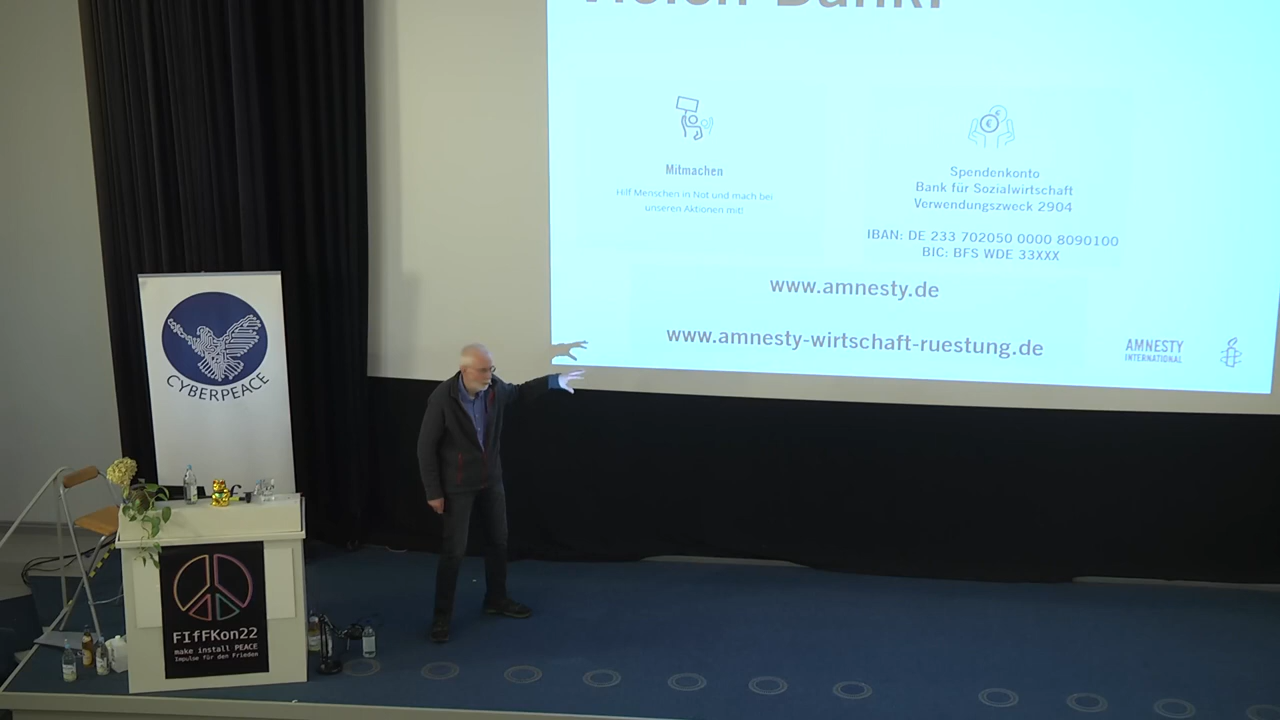 Vielen Dank!
Mitmachen
Hilf Menschen in Not und mach bei
unseren Aktionen mit!
Spendenkonto
Bank für Sozialwirtschaft
Verwendungszweck 2904
IBAN: DE 233 702050 0000 8090100
BIC: BFS WDE 33XXX
www.amnesty.de
www.amnesty-wirtschaft-ruestung.de
AMNESTY
INTERNATIONAL
CYBERPEACE
FIfFKon22
make install PEACE
Impulse für den Frieden